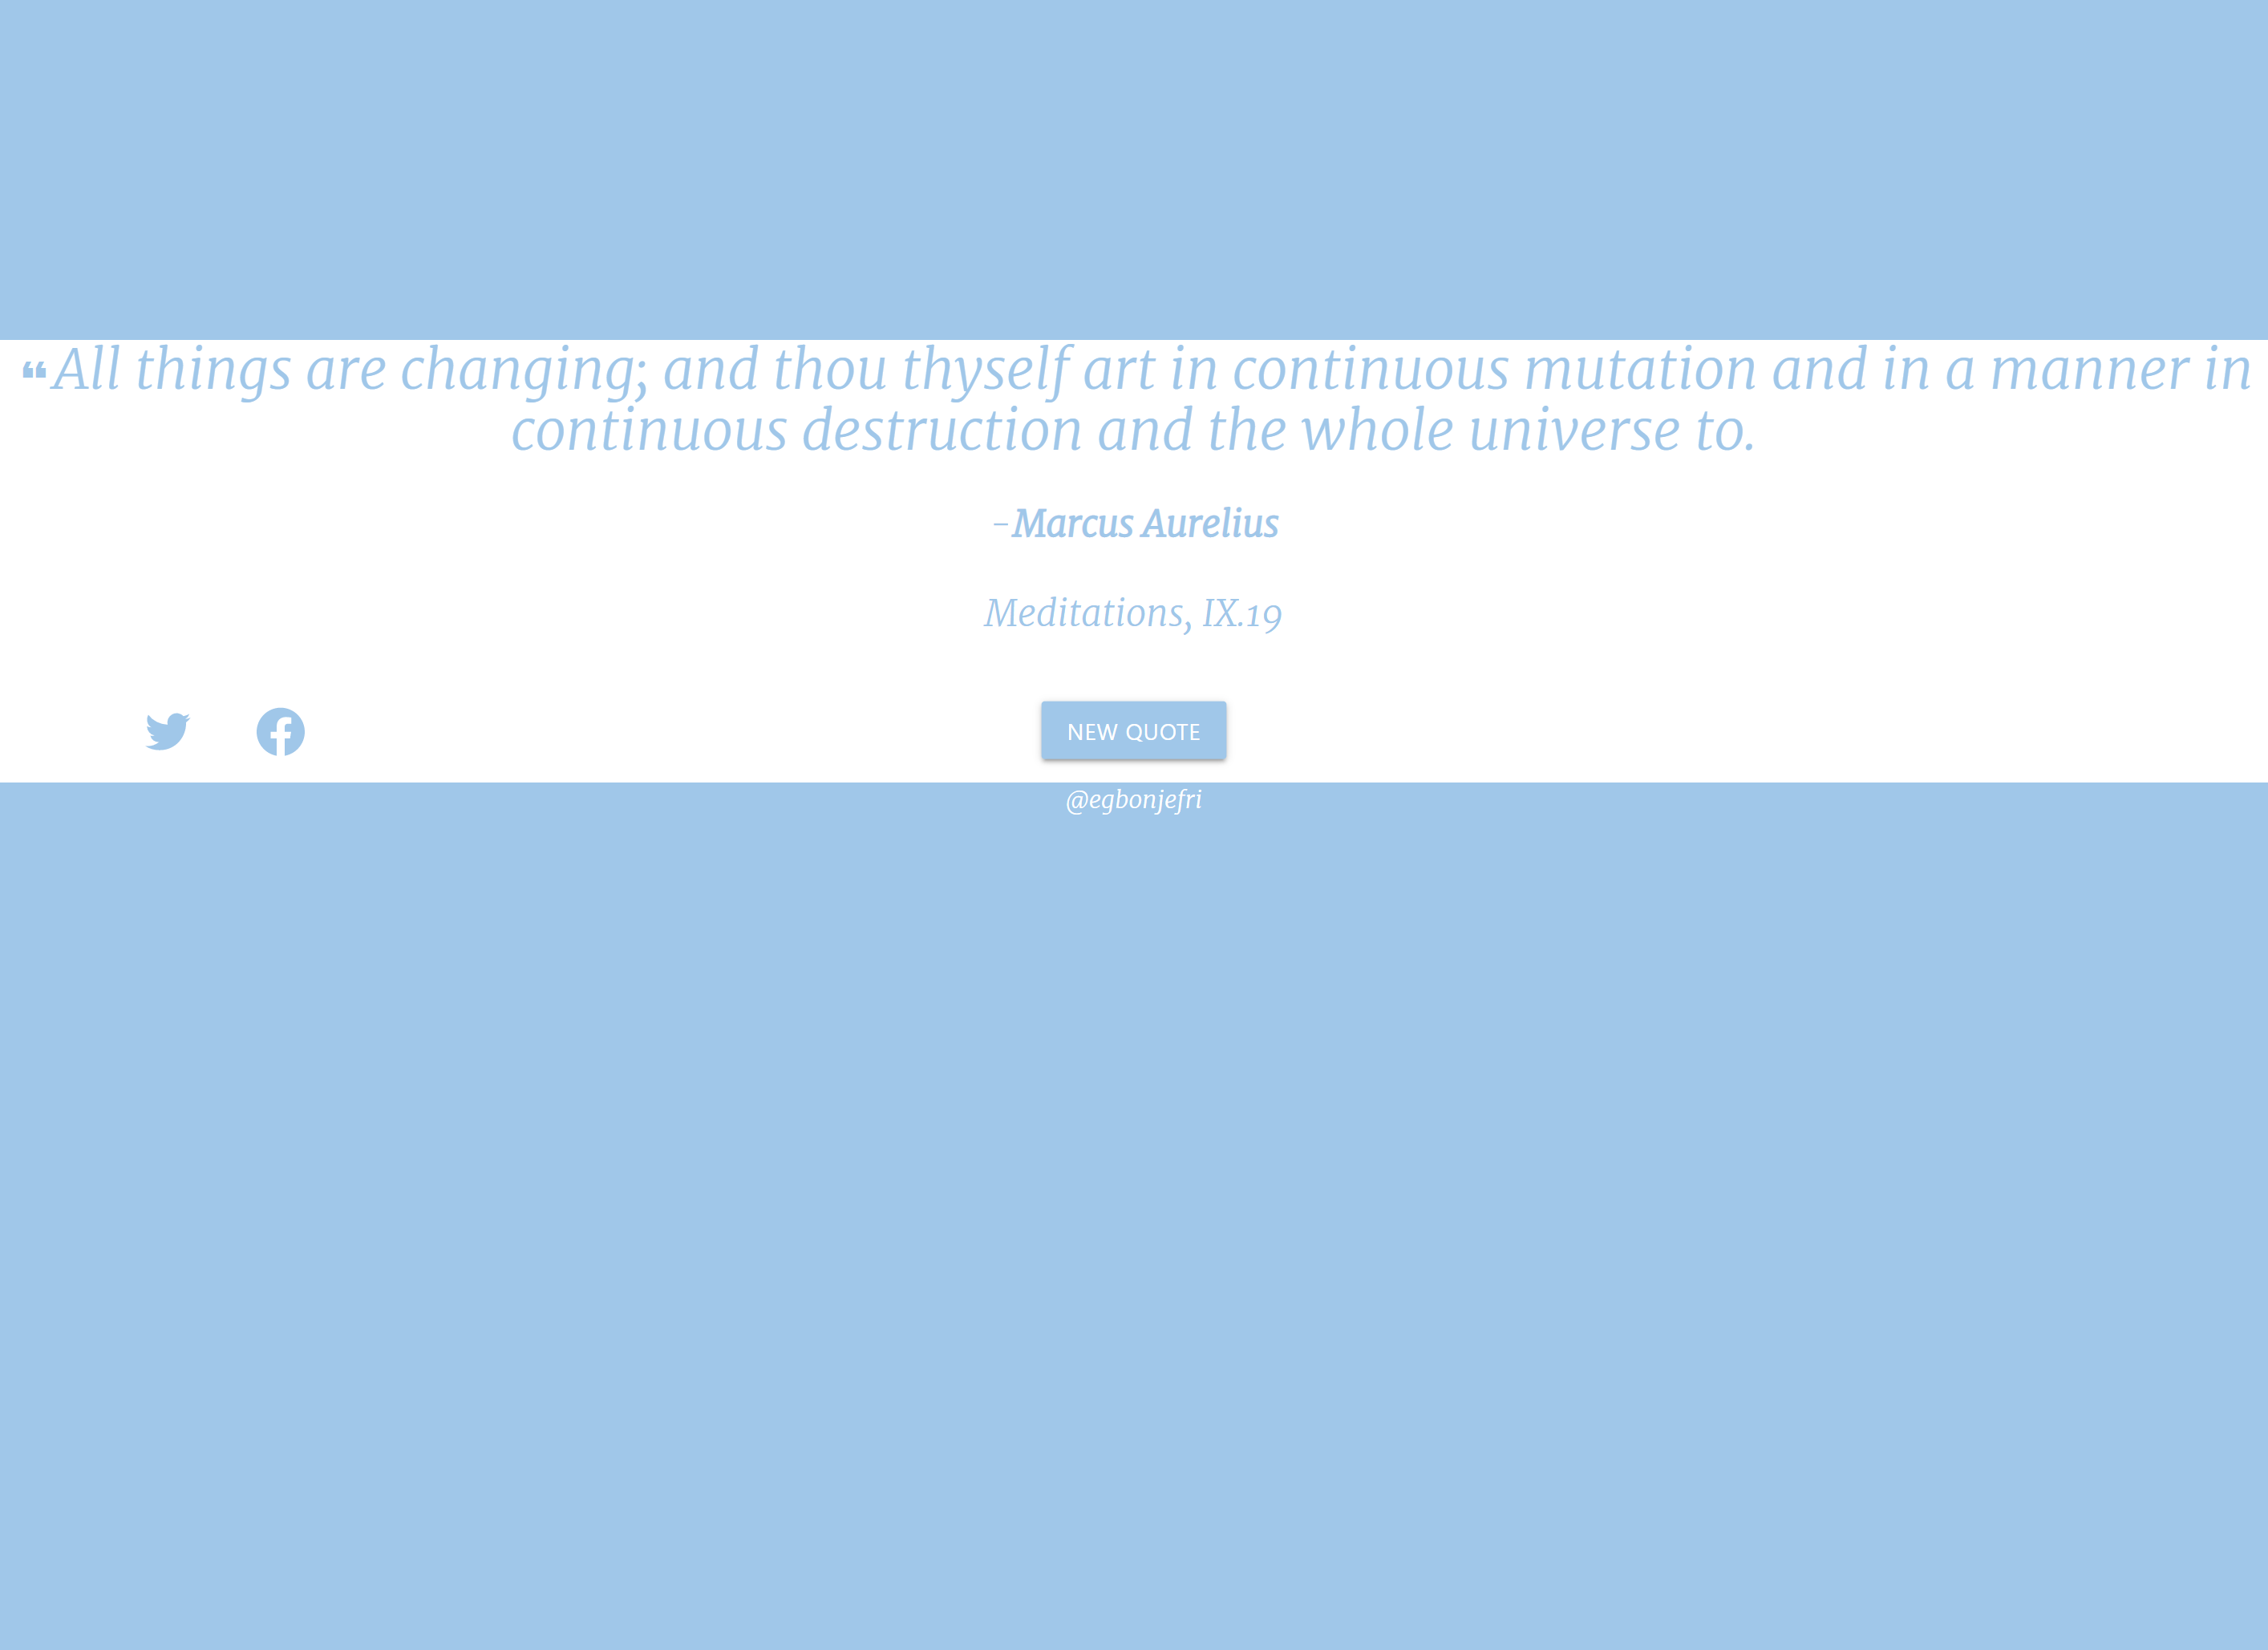 ❝All things are changing; and thou thyself art in continuous mutation and in a manner in
continuous destruction and the whole universe to.
-Marcus Aurelius
Meditations, IX.19
NEW QUOTE
@egbonjefri